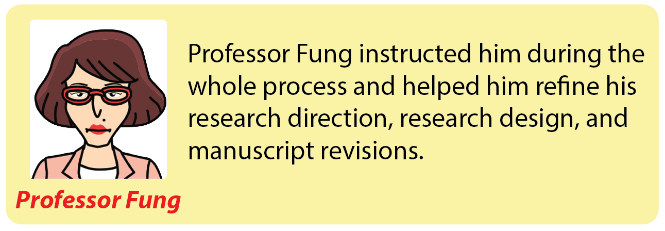 Professor Fung instructed him during the
whole process and helped him refine his
research direction, research design, and
manuscript revisions.
Professor Fung